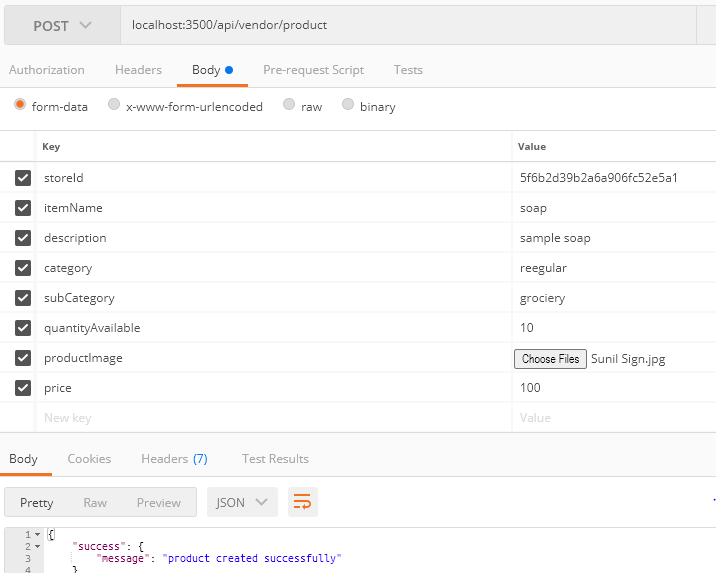 POST localhost:3500/api/vendor/product
Authorization Headers Body Pre-request Script Tests
form-data x-www-form-urlencoded raw binary
Key Value
storeId 5f6b2d39b2a6a906fc52e5a1
itemName soap
description sample soap
category reegular
subCategory grociery
quantityAvailable 10
productImage Choose Files Sunil Sign.jpg
price 100
New key Value
Body Cookies Headers (7) Test Results
Pretty Raw Preview JSON
1 {
2 "success": {
3 "message": "product created successfully"
4 }